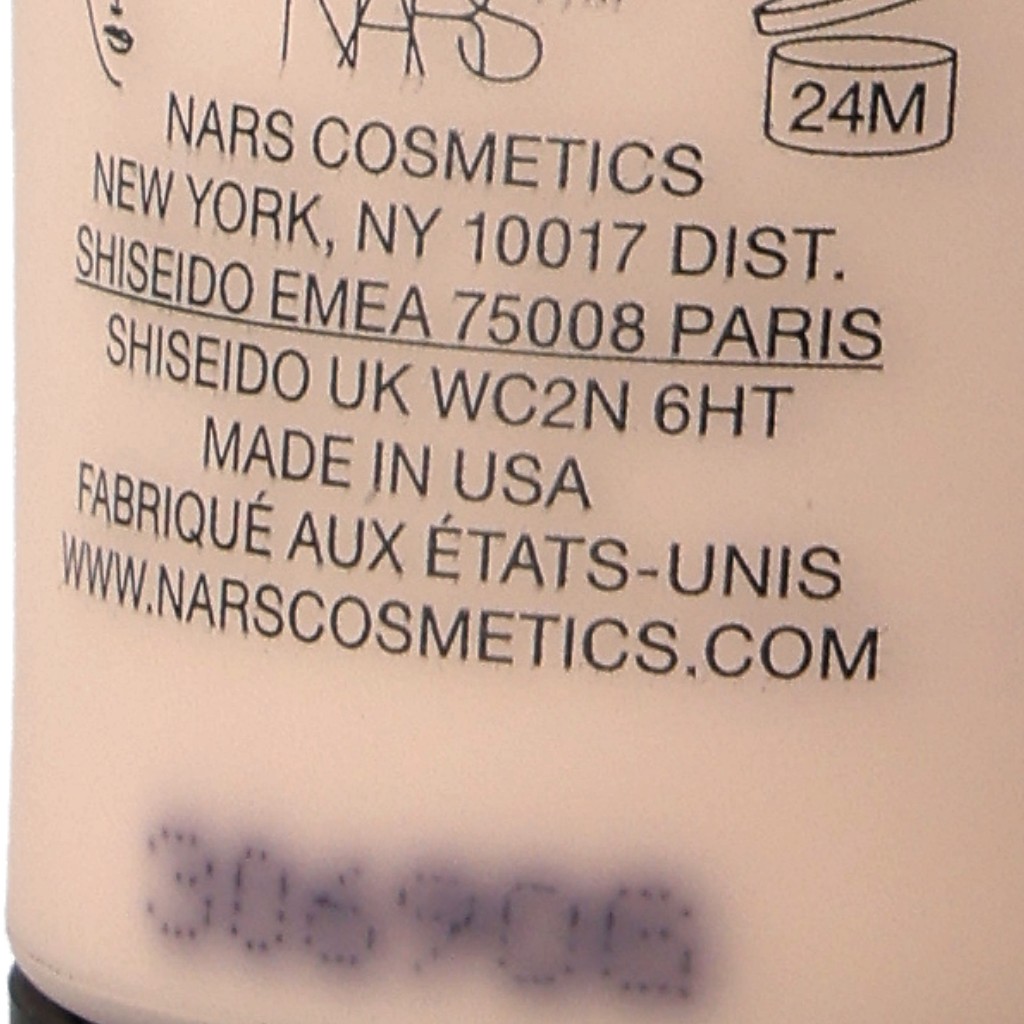 NARS
24M
NARS COSMETICS
NEW YORK, NY 10017 DIST.
SHISEIDO EMEA 75008 PARIS
SHISEIDO UK WC2N 6HT
MADE IN USA
FABRIQUÉ AUX ÉTATS-UNIS
WWW.NARSCOSMETICS.COM